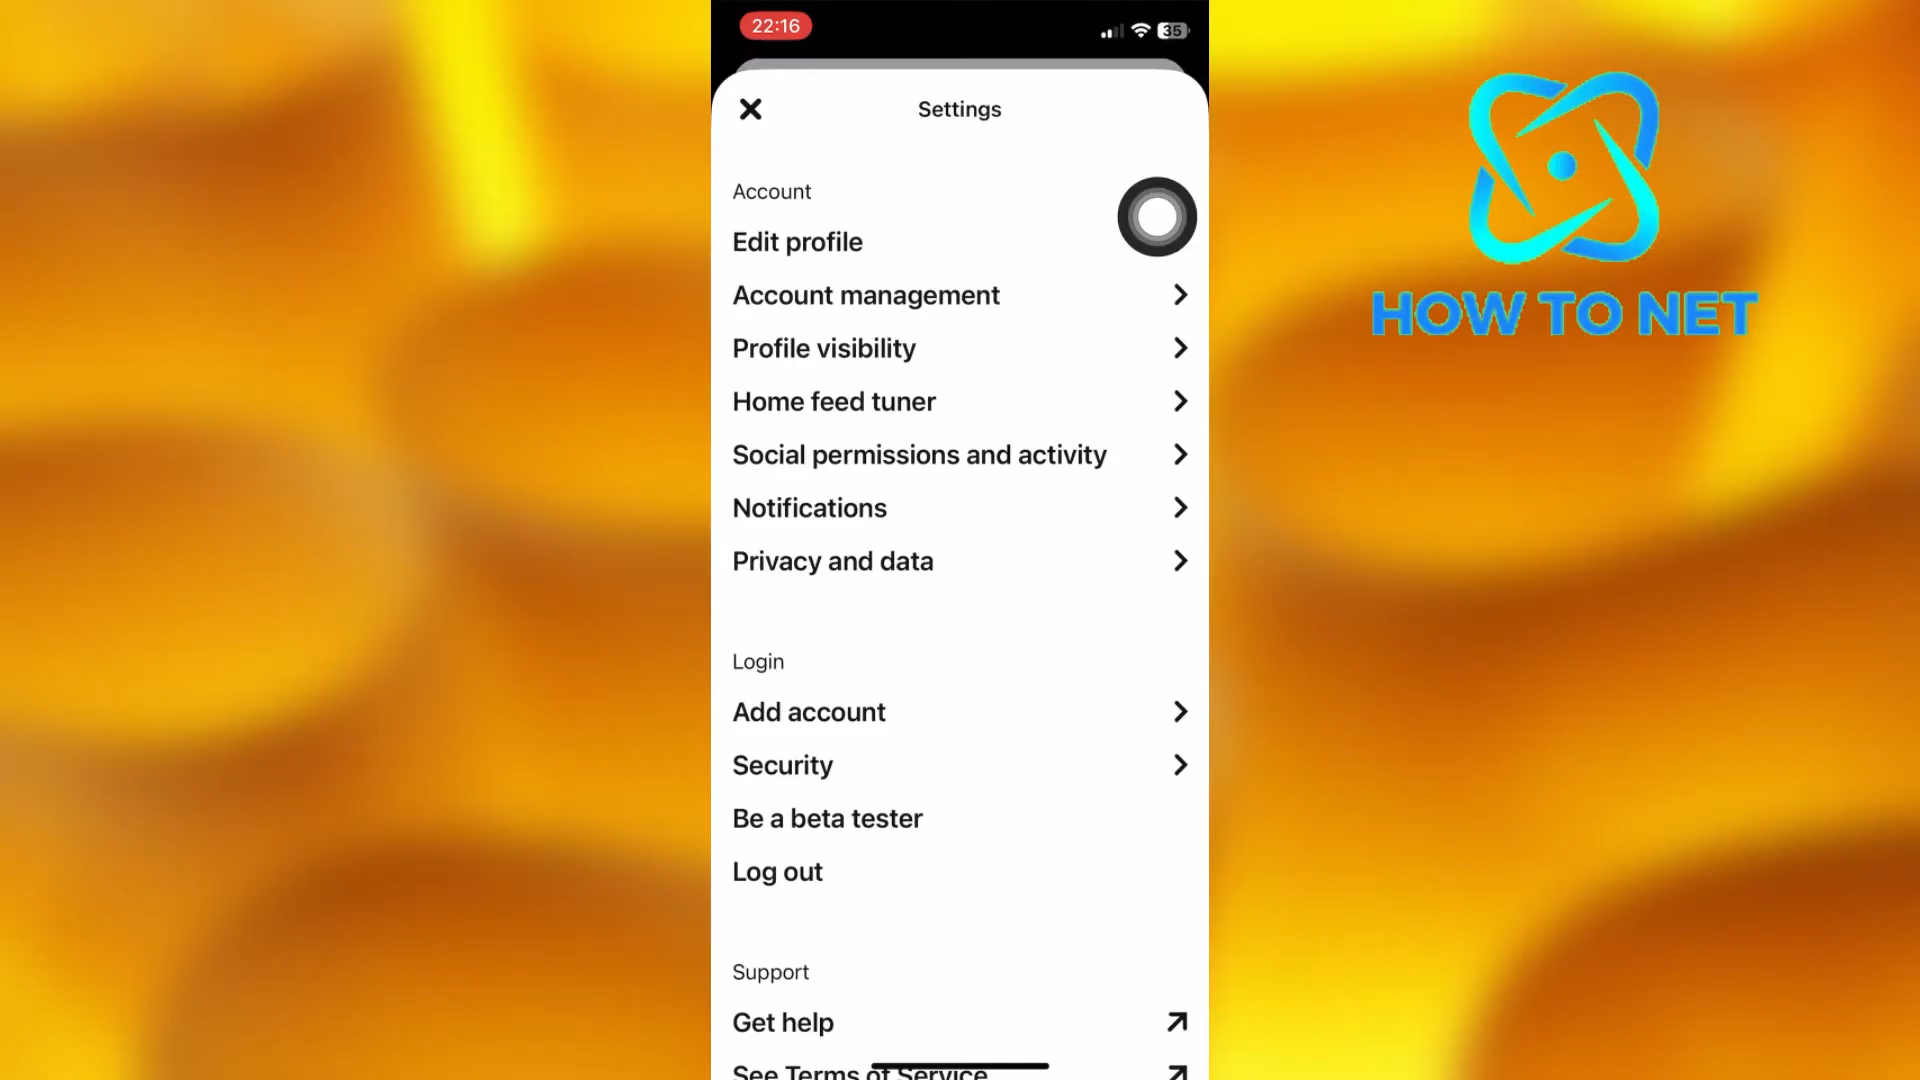 22:16
35
Settings
HOW TO NET
Account
Edit profile
Account management
Profile visibility
Home feed tuner
Social permissions and activity
Notifications
Privacy and data
Login
Add account
Security
Be a beta tester
Log out
Support
Get help
See Terms of Service